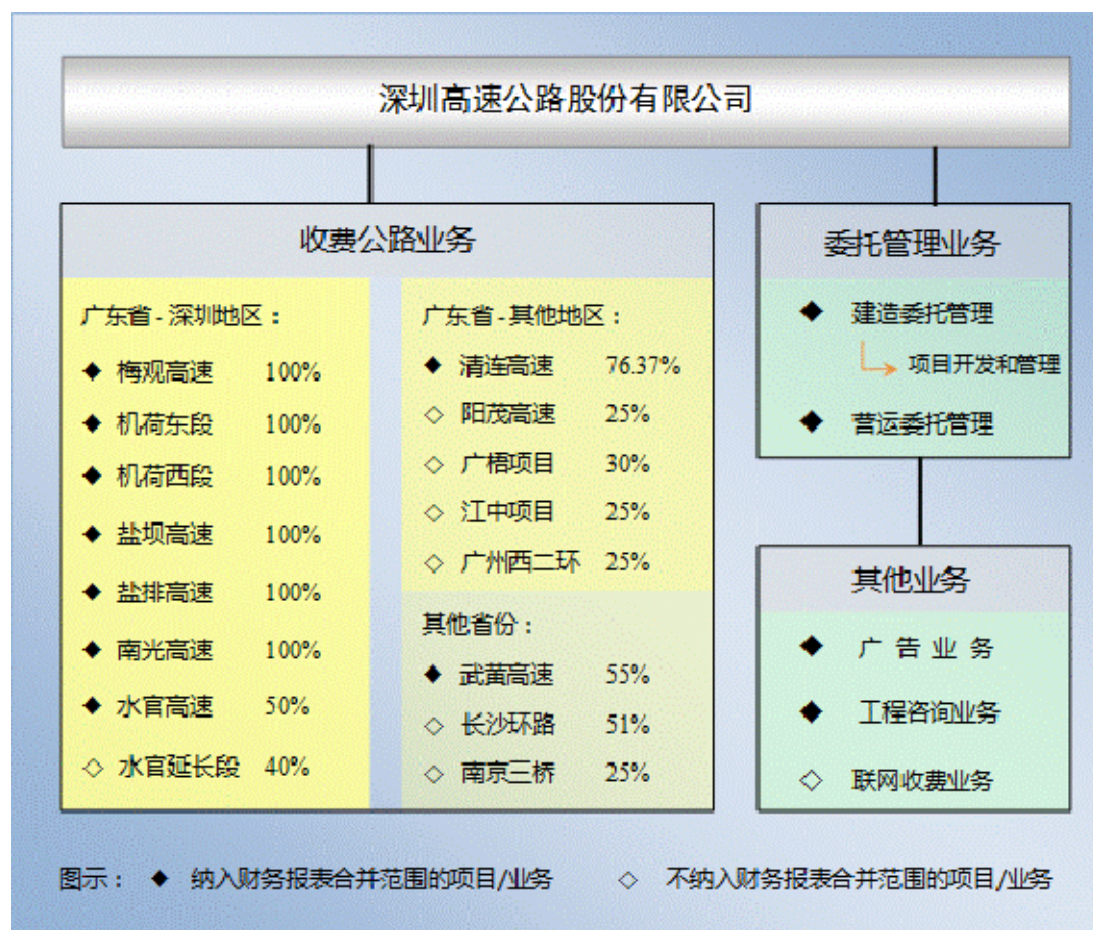 深圳高速公路股份有限公司
收费公路业务
广东省-深圳地区：
◆ 梅观高速 100%
◆ 机荷东段 100%
◆ 机荷西段 100%
◆ 盐坝高速 100%
◆ 盐排高速 100%
◆ 南光高速 100%
◆ 水官高速 50%
◇ 水官延长段 40%
广东省-其他地区：
◆ 清连高速 76.37%
◇ 阳茂高速 25%
◇ 广梧项目 30%
◇ 江中项目 25%
◇ 广州西二环 25%
其他省份：
◆ 武黄高速 55%
◇ 长沙环路 51%
◇ 南京三桥 25%
委托管理业务
◆ 建造委托管理
项目开发和管理
◆ 营运委托管理
其他业务
◆ 广告业务
◆ 工程咨询业务
◇ 联网收费业务
图示： ◆ 纳入财务报表合并范围的项目/业务 ◇ 不纳入财务报表合并范围的项目/业务